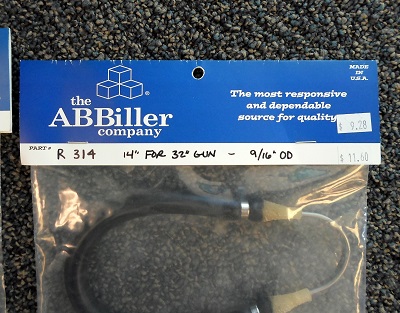 MADE
IN
U.S.A.
the
ABBiller®
company
The most responsive
and dependable
source for quality
$ 9.28
PART# R 314 14" FOR 32" GUN - 9/16" OD
$ 11.60